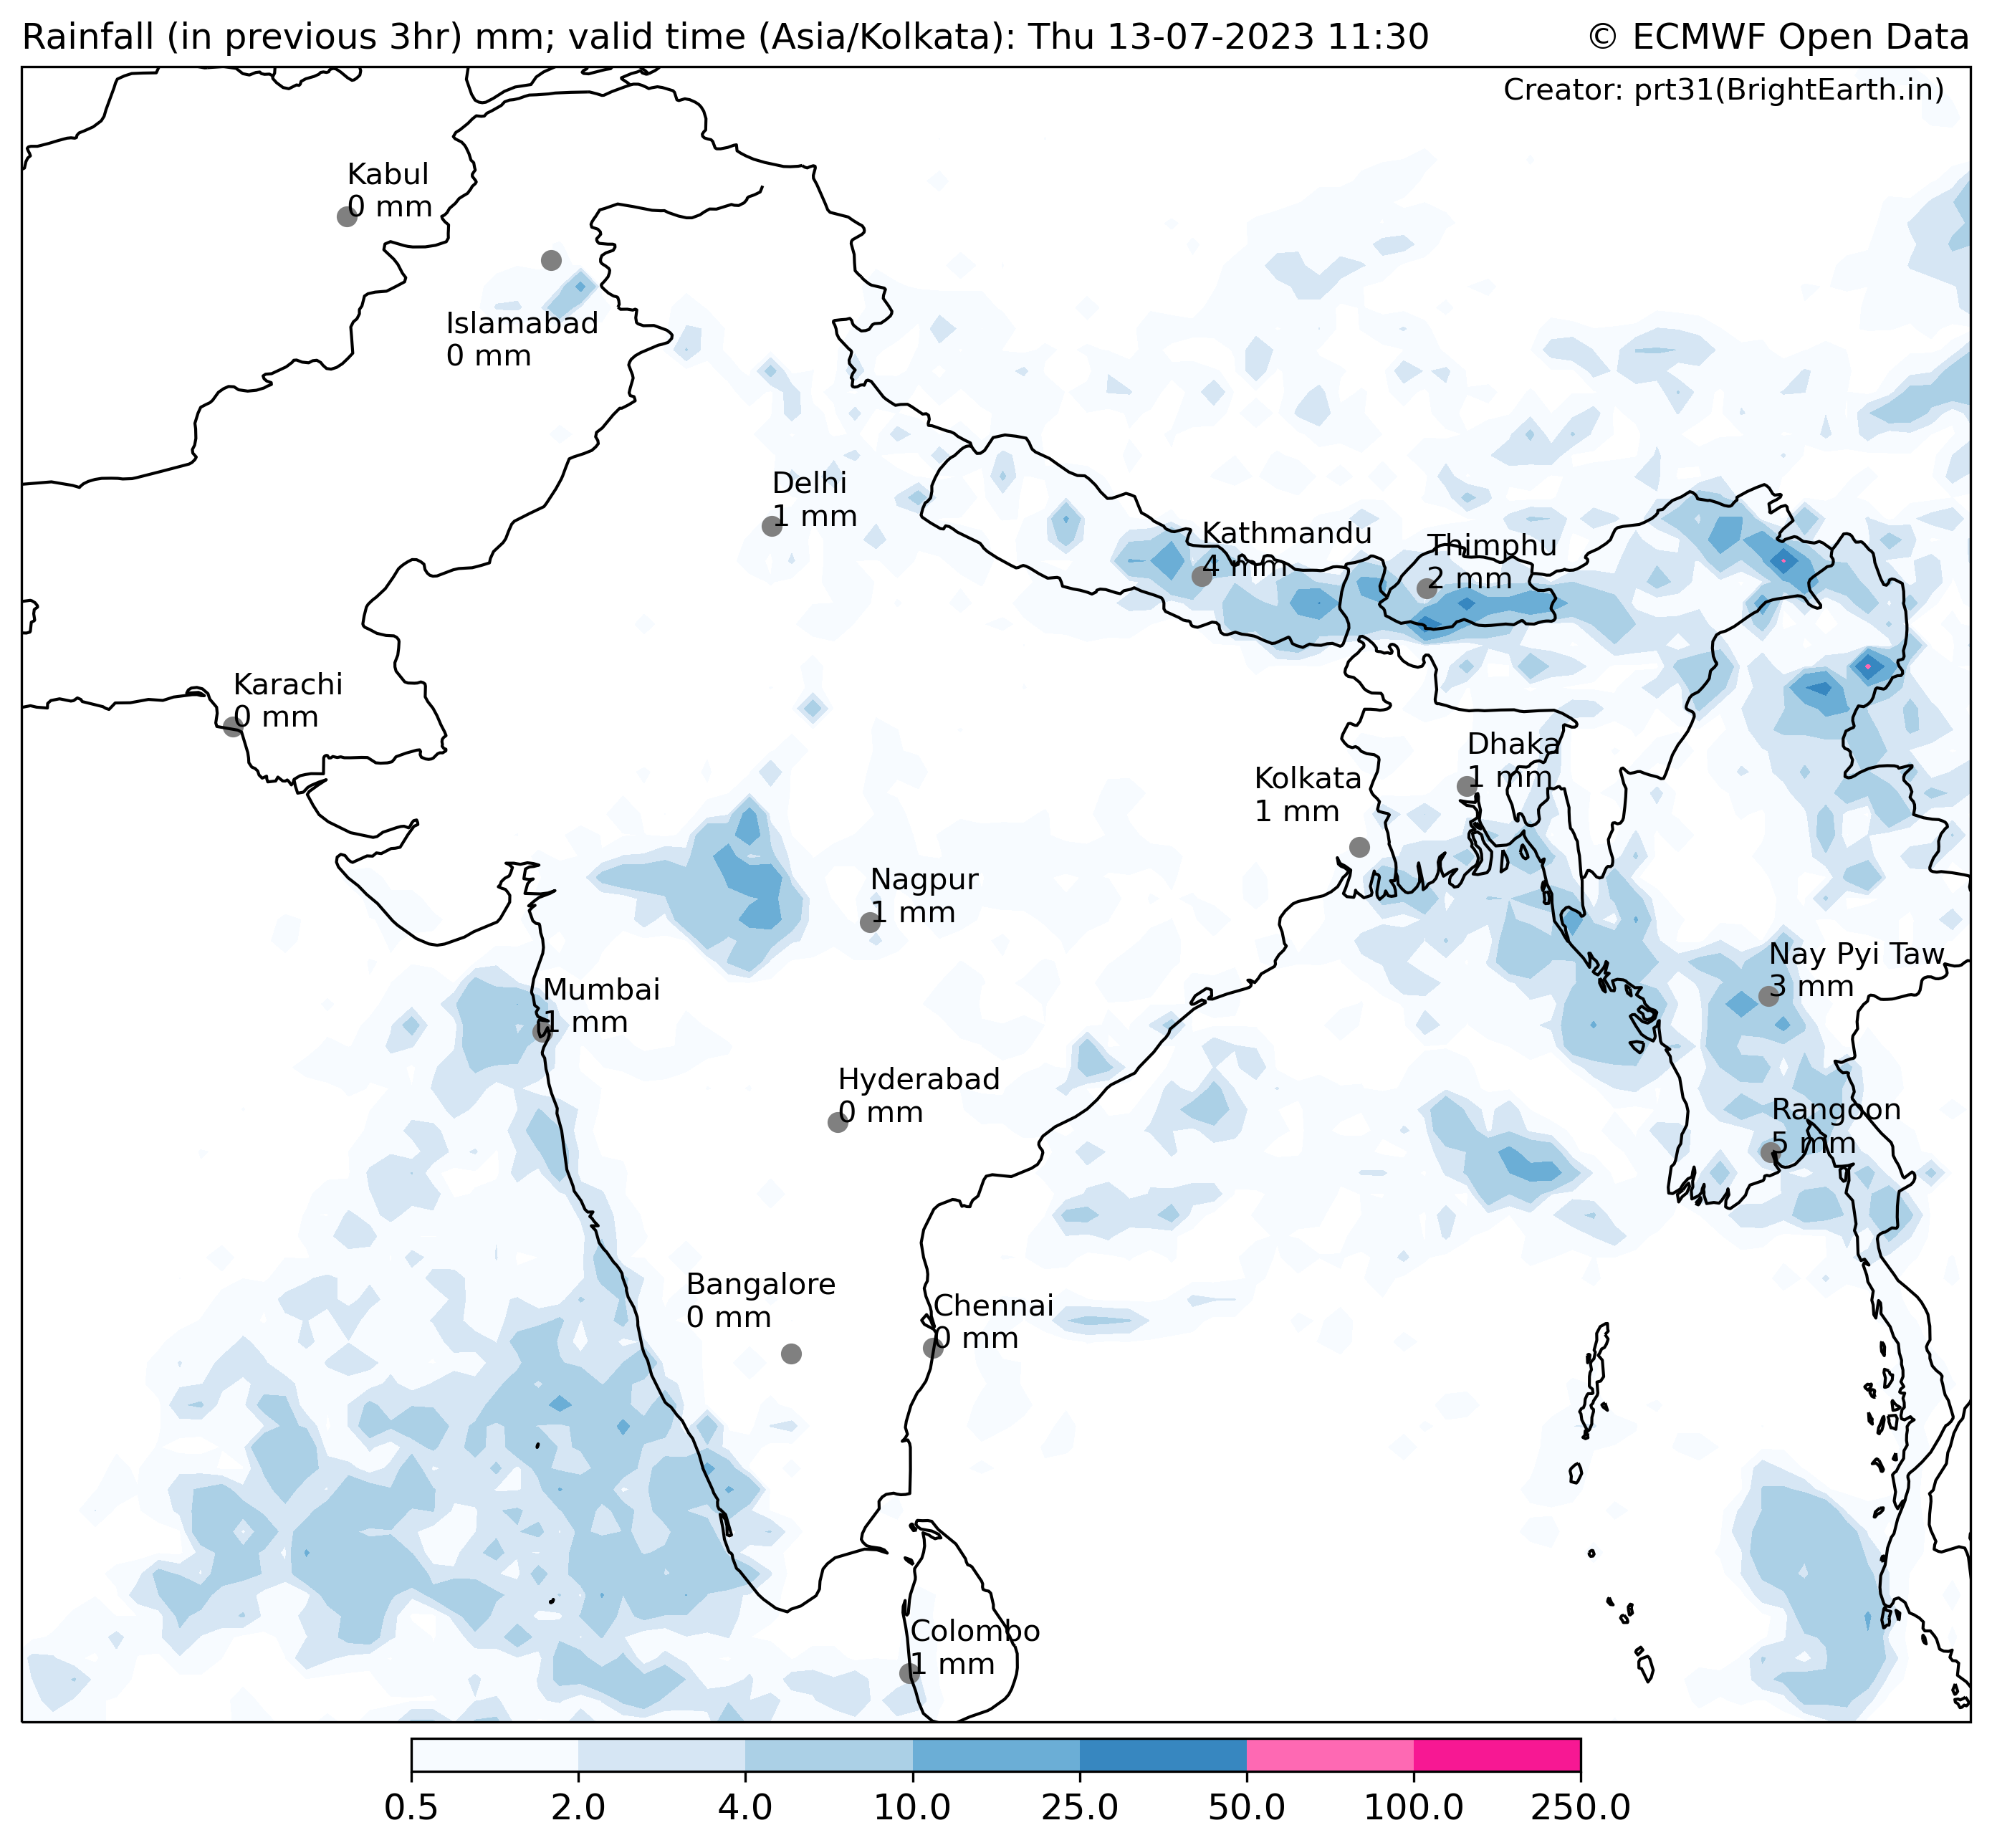 Rainfall (in previous 3hr) mm; valid time (Asia/Kolkata): Thu 13-07-2023 11:30
© ECMWF Open Data
Creator: prt31(BrightEarth.in)
Kabul
0 mm
Islamabad
0 mm
Delhi
1 mm
Kathmandu
4 mm
Thimphu
2 mm
Karachi
0 mm
Dhaka
1 mm
Kolkata
1 mm
Nagpur
1 mm
Nay Pyi Taw
3 mm
Mumbai
1 mm
Hyderabad
0 mm
Rangoon
5 mm
Bangalore
0 mm
Chennai
0 mm
Colombo
1 mm
0.5 2.0 4.0 10.0 25.0 50.0 100.0 250.0